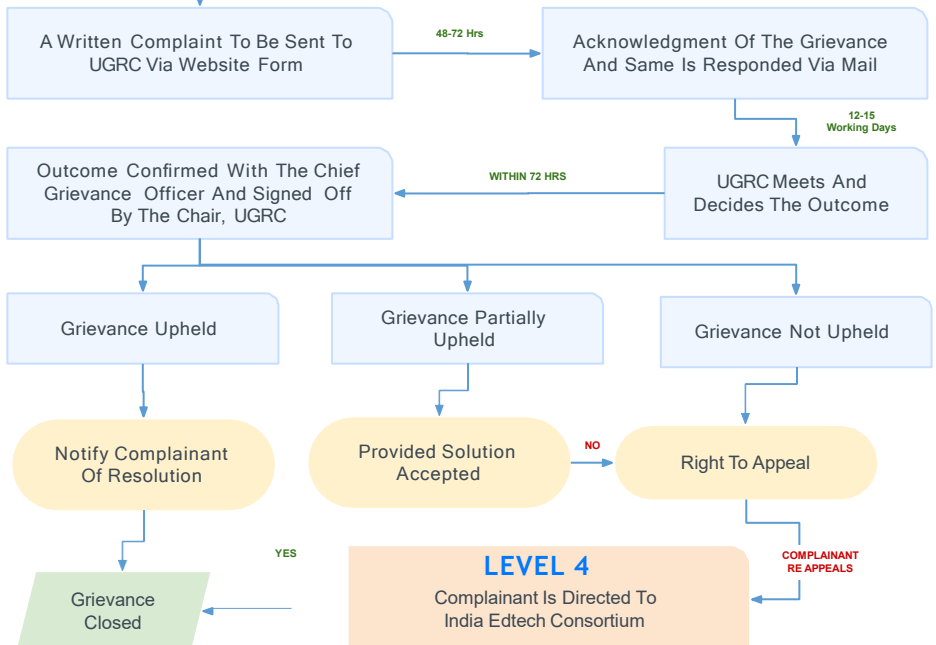 A Written Complaint To Be Sent To
UGRC Via Website Form
48-72 Hrs
Acknowledgment Of The Grievance
And Same Is Responded Via Mail
12-15
Working Days
Outcome Confirmed With The Chief
Grievance Officer And Signed Off
By The Chair, UGRC
WITHIN 72 HRS
UGRC Meets And
Decides The Outcome
Grievance Upheld
Grievance Partially
Upheld
Grievance Not Upheld
Notify Complainant
Of Resolution
Provided Solution
Accepted
NO
Right To Appeal
YES
COMPLAINANT
RE APPEALS
LEVEL 4
Complainant Is Directed To
India Edtech Consortium
Grievance
Closed